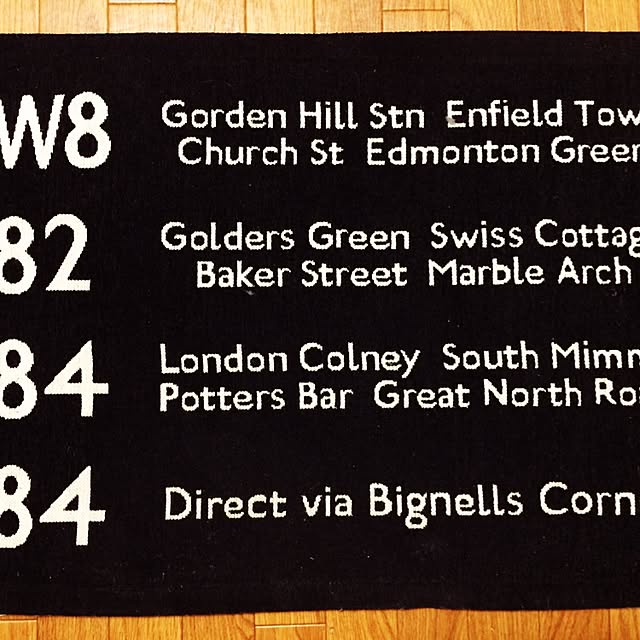 W8 Gorden Hill Stn Enfield Tow
Church St Edmonton Green
82 Golders Green Swiss Cottag
Baker Street Marble Arch
84 London Colney South Mimm
Potters Bar Great North Roa
84 Direct via Bignells Corn